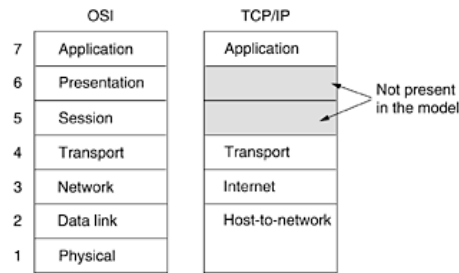 OSI TCP/IP
7 Application Application
6 Presentation
5 Session
Not present
in the model
4 Transport Transport
3 Network Internet
2 Data link Host-to-network
1 Physical